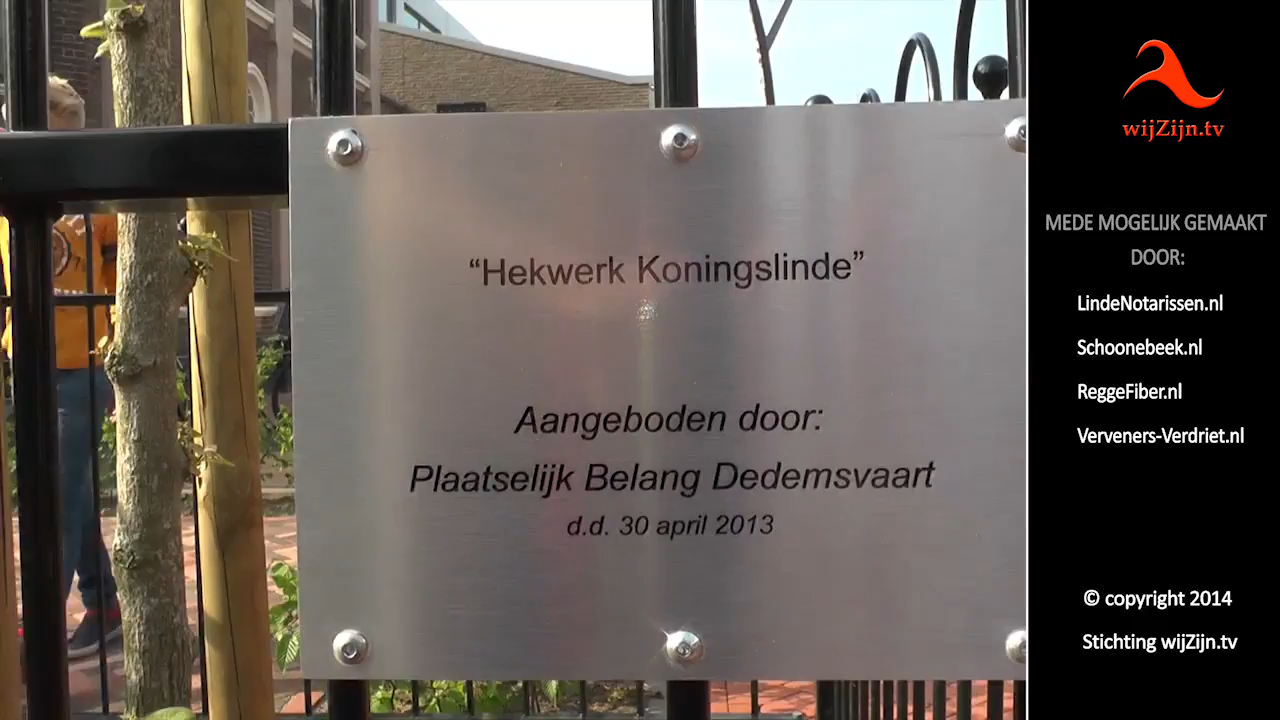 “Hekwerk Koningslinde”
Aangeboden door:
Plaatselijk Belang Dedemsvaart
d.d. 30 april 2013
wijZijn.tv
MEDE MOGELIJK GEMAAKT
DOOR:
LindeNotarissen.nl
Schoonebeek.nl
ReggeFiber.nl
Verveners-Verdriet.nl
© copyright 2014
Stichting wijZijn.tv